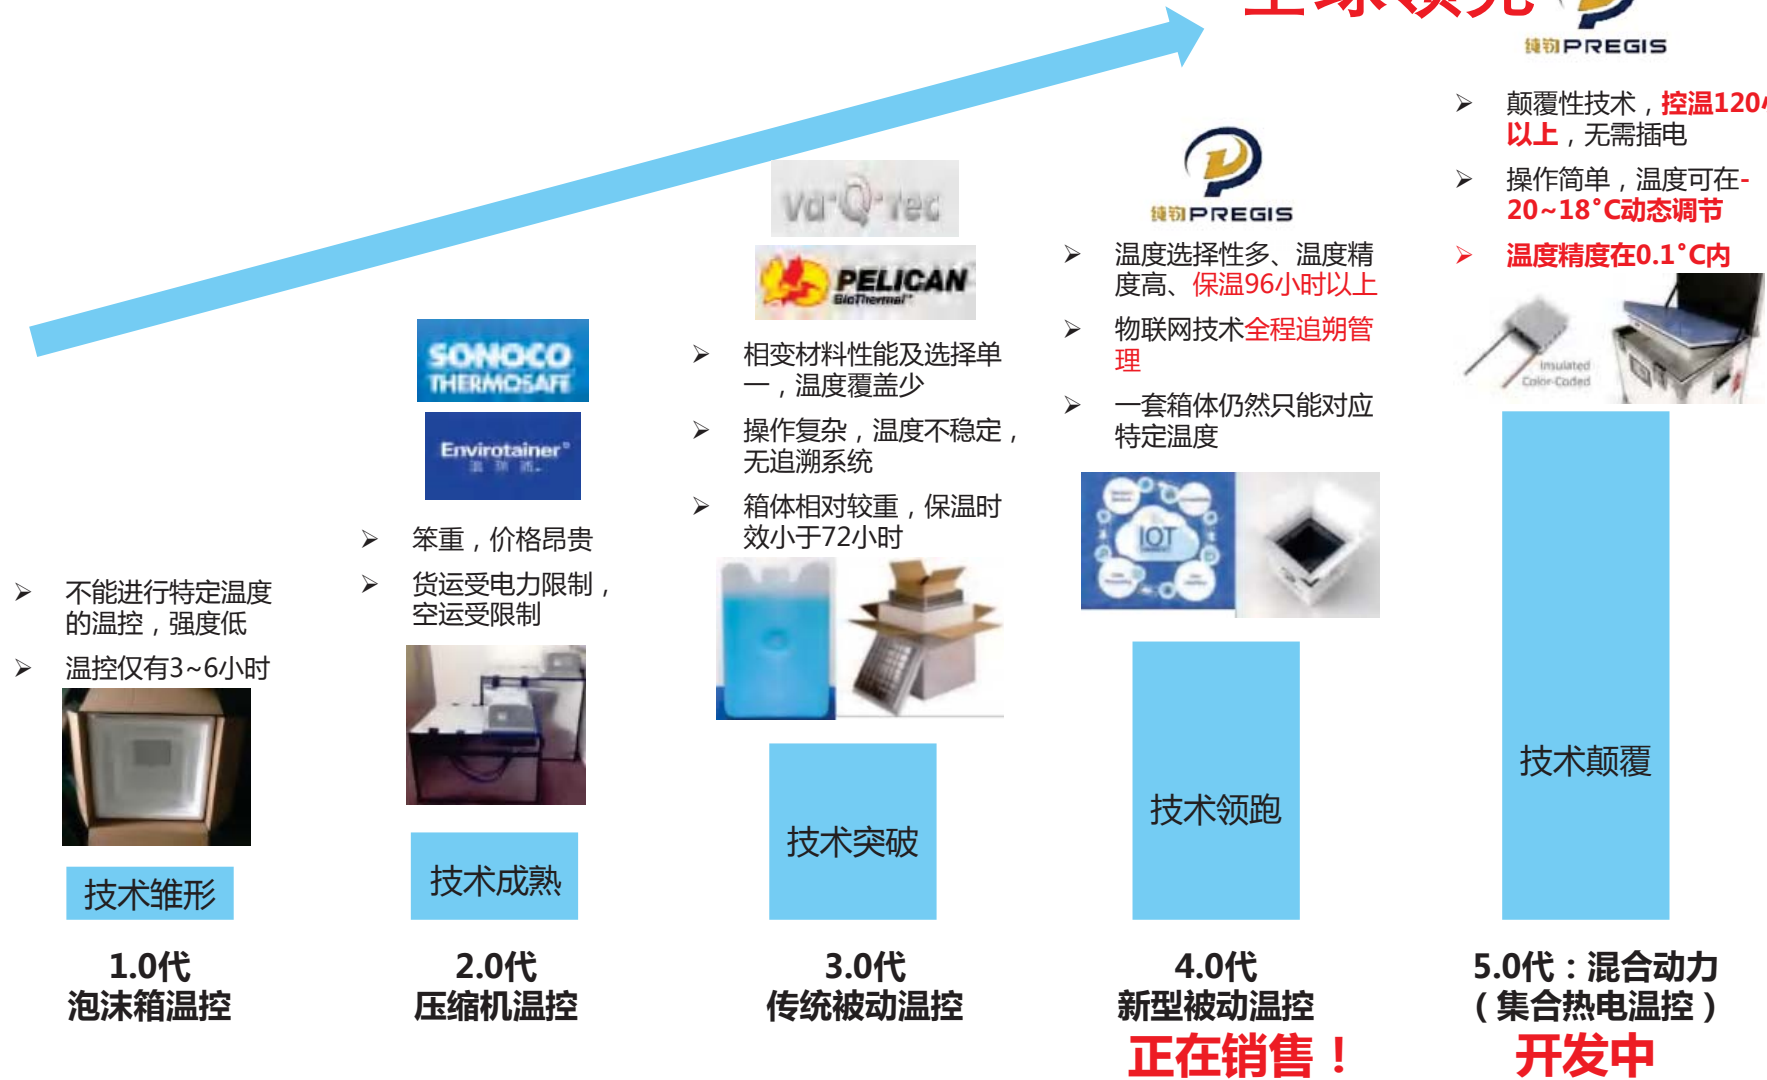 全球领先
纯钧PREGIS
颠覆性技术，控温120小
以上，无需插电
操作简单，温度可在-
20~18°C动态调节
温度精度在0.1°C内
Insulated
Color-Coded
技术颠覆
5.0代：混合动力
（集合热电温控）
开发中
纯钧PREGIS
温度选择性多、温度精
度高、保温96小时以上
物联网技术全程追朔管
理
一套箱体仍然只能对应
特定温度
IOT
技术领跑
4.0代
新型被动温控
正在销售！
va-Q-tec
PELICAN
BioThermal™
相变材料性能及选择单
一，温度覆盖少
操作复杂，温度不稳定，
无追溯系统
箱体相对较重，保温时
效小于72小时
技术突破
3.0代
传统被动温控
SONOCO
THERMOSAFE
Envirotainer®
笨重，价格昂贵
货运受电力限制，
空运受限制
技术成熟
2.0代
压缩机温控
不能进行特定温度
的温控，强度低
温控仅有3~6小时
技术雏形
1.0代
泡沫箱温控